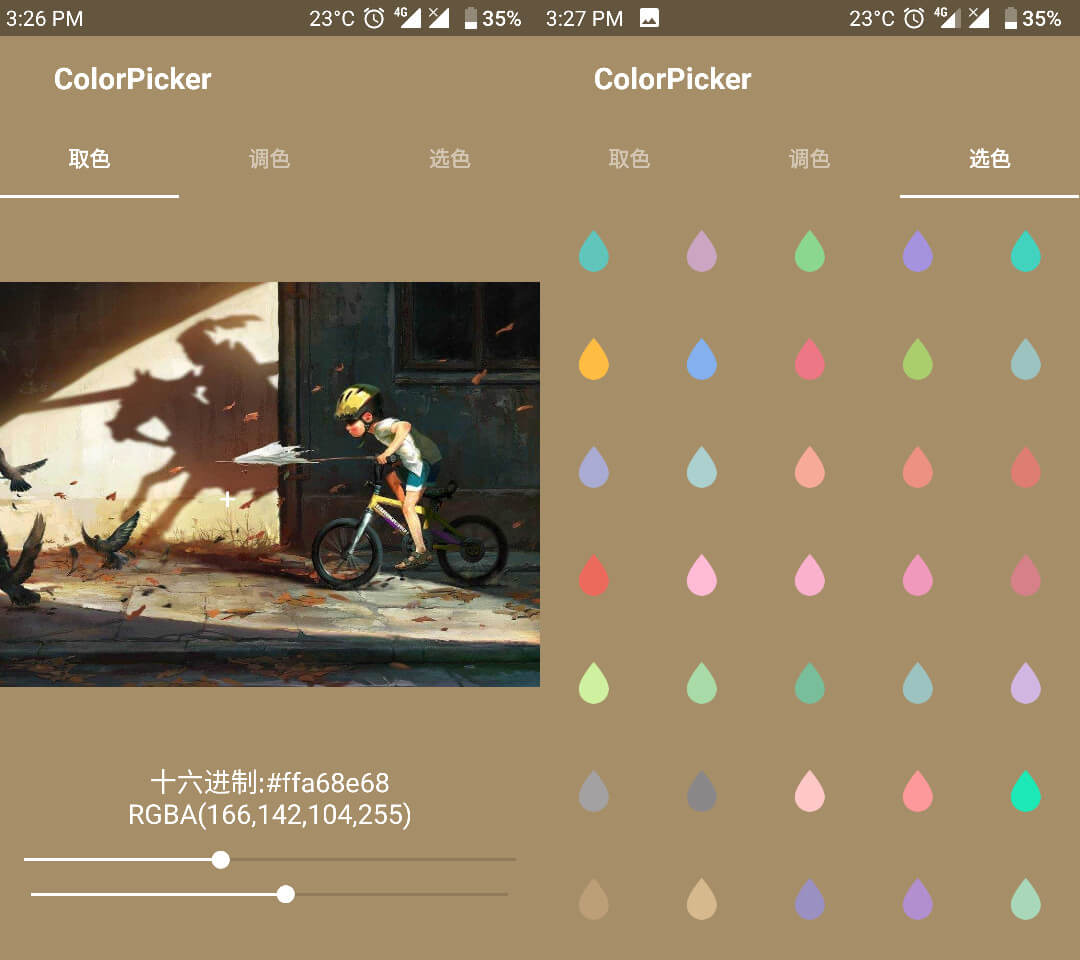 3:26 PM 23°C 4G 35%
ColorPicker
取色 调色 选色
十六进制:#ffa68e68
RGBA(166,142,104,255)
3:27 PM 23°C 4G 35%
ColorPicker
取色 调色 选色